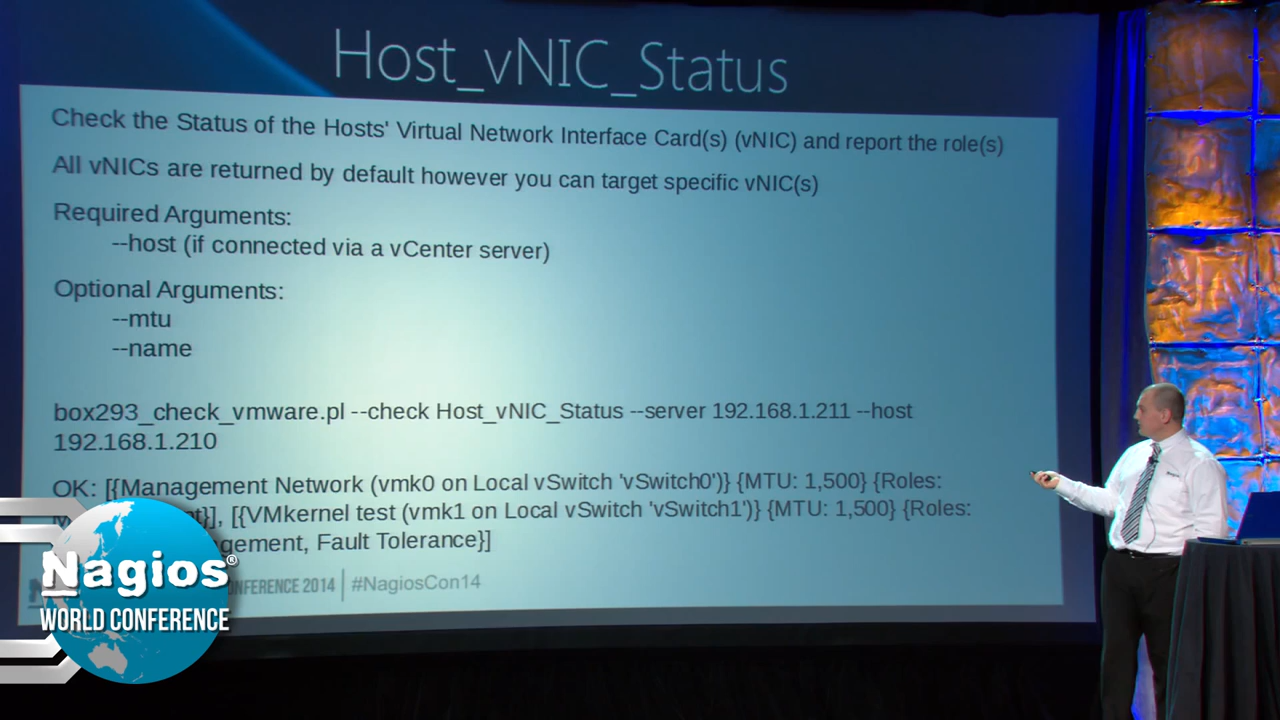 Host_vNIC_Status
Check the Status of the Hosts' Virtual Network Interface Card(s) (vNIC) and report the role(s)
All vNICs are returned by default however you can target specific vNIC(s)
Required Arguments:
--host (if connected via a vCenter server)
Optional Arguments:
--mtu
--name
box293_check_vmware.pl --check Host_vNIC_Status --server 192.168.1.211 --host
192.168.1.210
OK: [{Management Network (vmk0 on Local vSwitch 'vSwitch0')} {MTU: 1,500} {Roles:
[{VMkernel test (vmk1 on Local vSwitch 'vSwitch1')} {MTU: 1,500} {Roles:
Fault Tolerance}]
2014 | #NagiosCon14
Nagios®
WORLD CONFERENCE